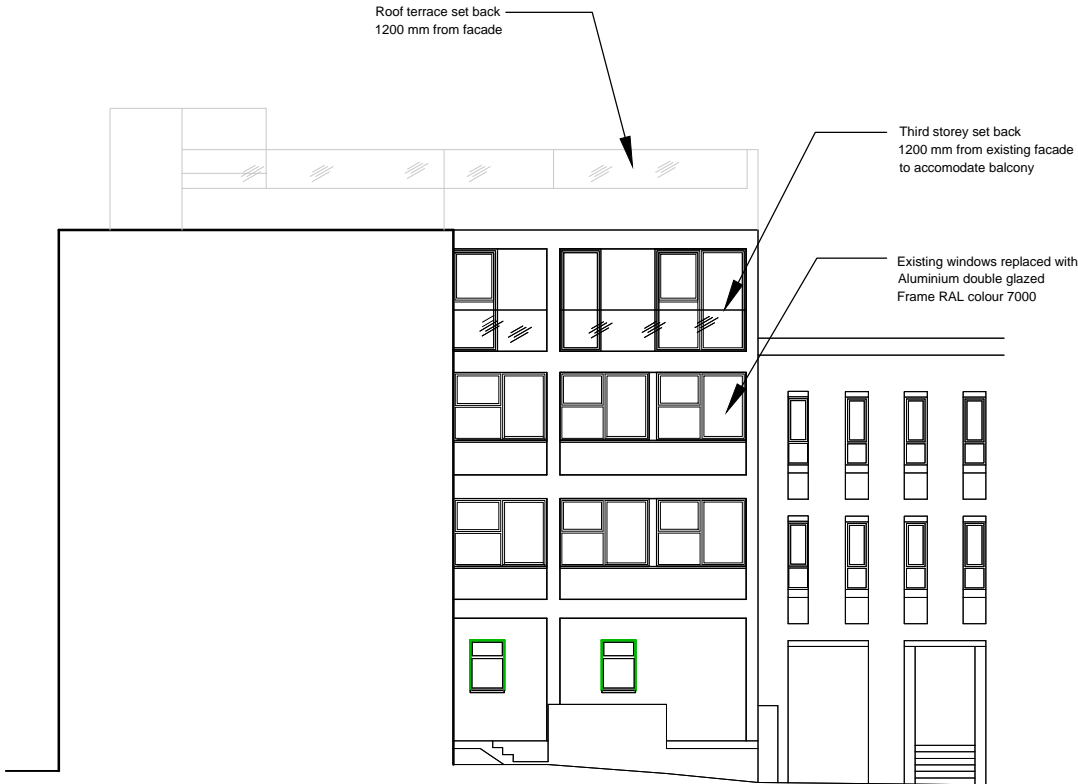 Roof terrace set back
1200 mm from facade
Third storey set back
1200 mm from existing facade
to accomodate balcony
Existing windows replaced with
Aluminium double glazed
Frame RAL colour 7000